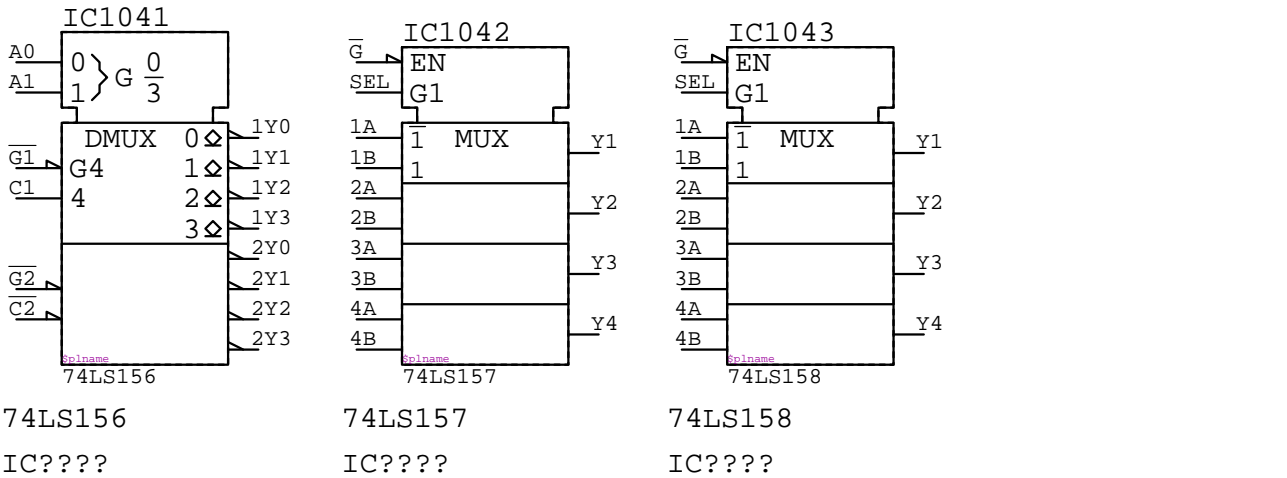 IC1041
A0
A1
0
1
G 0
3
DMUX
G1
C1
G4
4
0
1
2
3
1Y0
1Y1
1Y2
1Y3
G2
C2
2Y0
2Y1
2Y2
2Y3
$plname
74LS156
74LS156
IC????
IC1042
G
SEL
EN
G1
1A
1B
1
1
MUX
Y1
2A
2B
Y2
3A
3B
Y3
4A
4B
Y4
$plname
74LS157
74LS157
IC????
IC1043
G
SEL
EN
G1
1A
1B
1
1
MUX
Y1
2A
2B
Y2
3A
3B
Y3
4A
4B
Y4
$plname
74LS158
74LS158
IC????